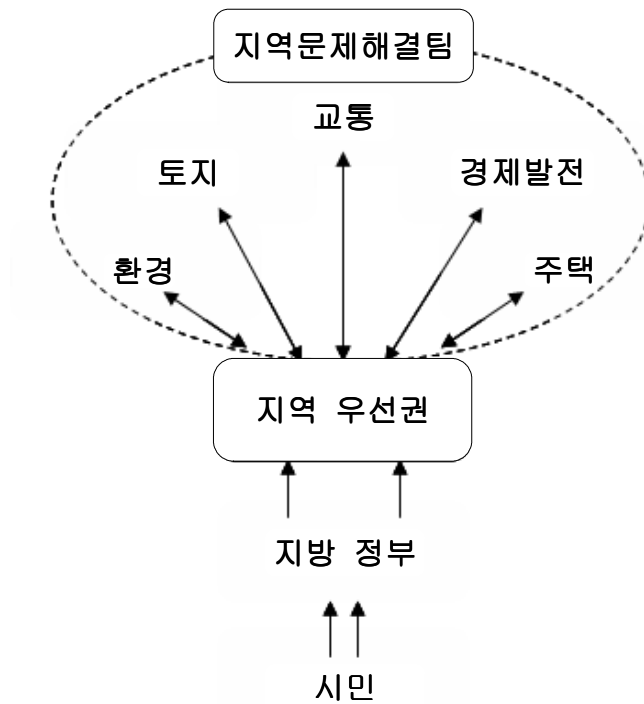 지역문제해결팀
교통
토지
경제발전
환경
주택
지역 우선권
지방 정부
시민